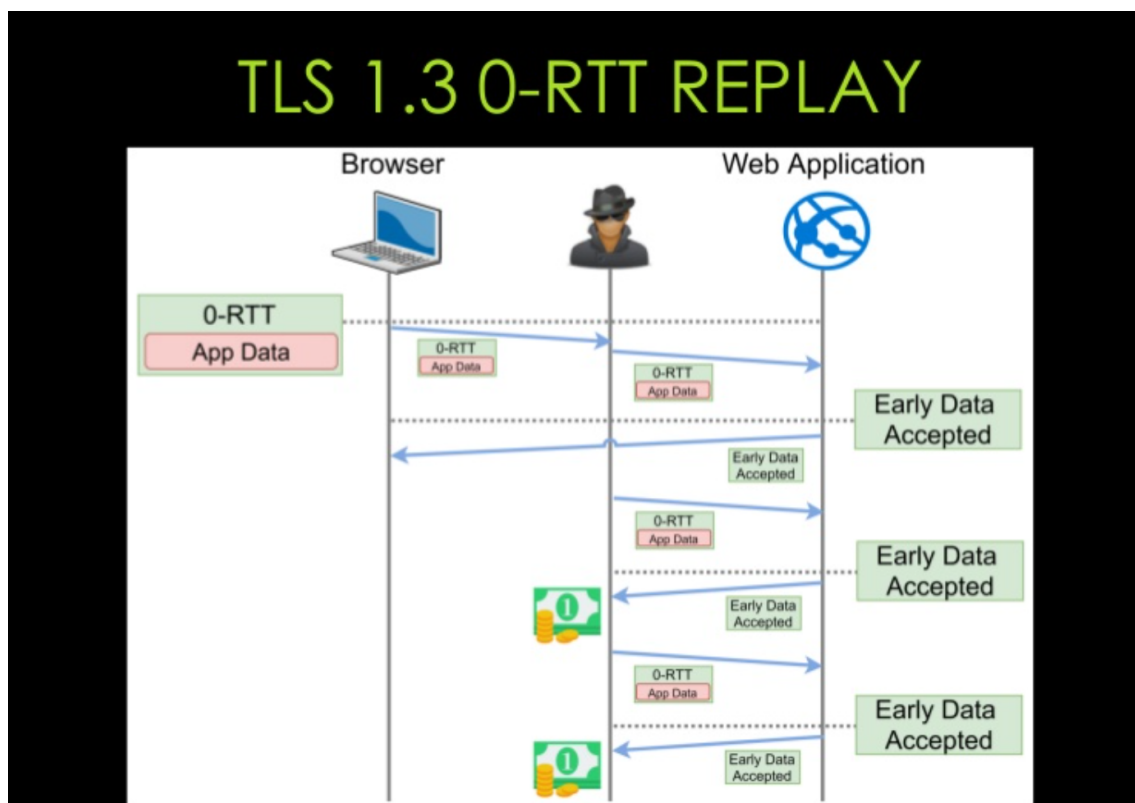 TLS 1.3 0-RTT REPLAY
Browser
Web Application
0-RTT
App Data
0-RTT
App Data
0-RTT
App Data
Early Data
Accepted
Early Data
Accepted
0-RTT
App Data
Early Data
Accepted
1
Early Data
Accepted
0-RTT
App Data
Early Data
Accepted
1
Early Data
Accepted